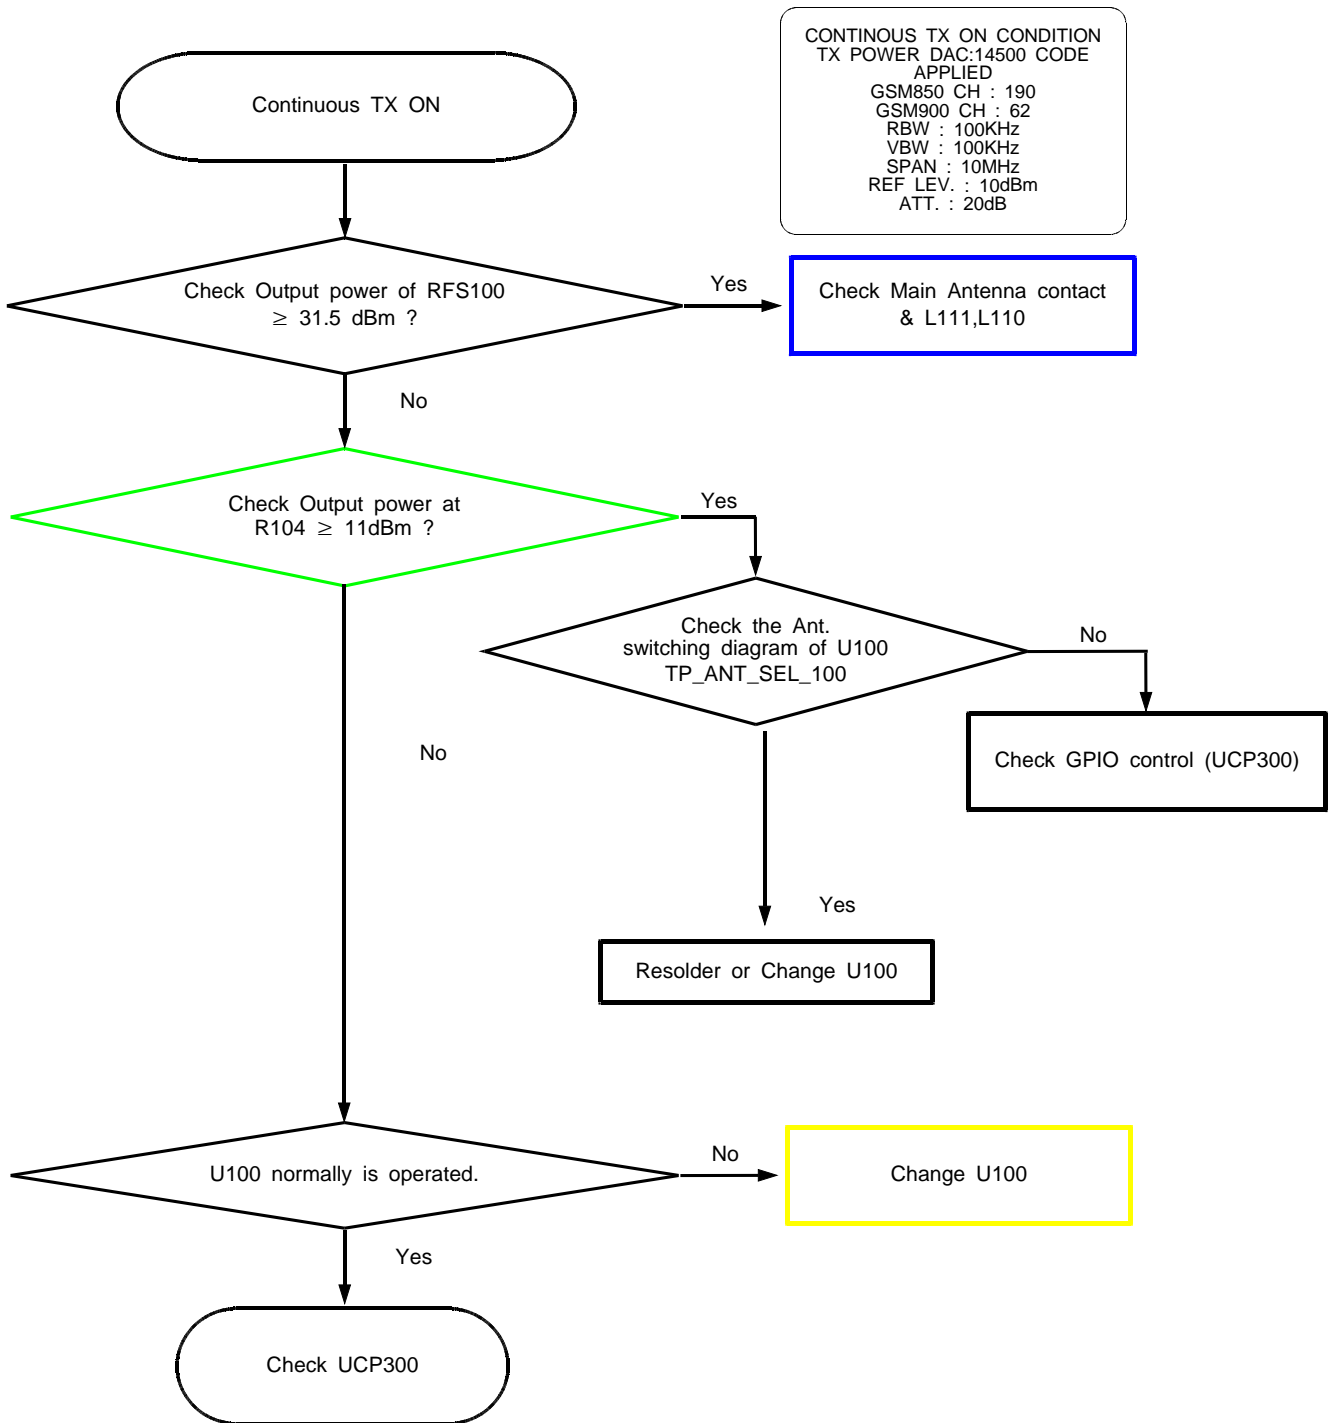 CONTINOUS TX ON CONDITION
TX POWER DAC:14500 CODE
APPLIED
GSM850 CH : 190
GSM900 CH : 62
RBW : 100KHz
VBW : 100KHz
SPAN : 10MHz
REF LEV. : 10dBm
ATT. : 20dB
Continuous TX ON
Check Output power of RFS100
≥ 31.5 dBm ?
Yes
Check Main Antenna contact
& L111,L110
No
Check Output power at
R104 ≥ 11dBm ?
Yes
Check the Ant.
switching diagram of U100
TP_ANT_SEL_100
No
Check GPIO control (UCP300)
No
Yes
Resolder or Change U100
U100 normally is operated.
No
Change U100
Yes
Check UCP300